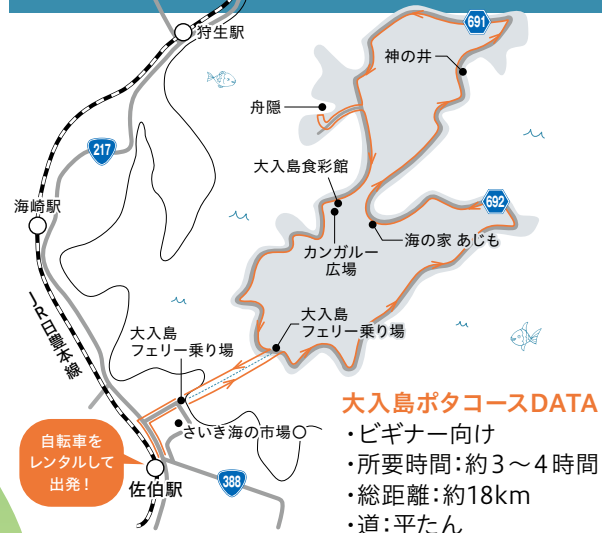 狩生駅
691
神の井
舟隠
217
大入島食彩館
692
海崎駅
カンガルー
広場
海の家 あじも
JR日豊本線
大入島
フェリー乗り場
大入島
フェリー乗り場
さいき海の市場○
自転車を
レンタルして
出発！
佐伯駅
388
大入島ポタコースDATA
・ビギナー向け
・所要時間：約3～4時間
・総距離：約18km
・道：平たん